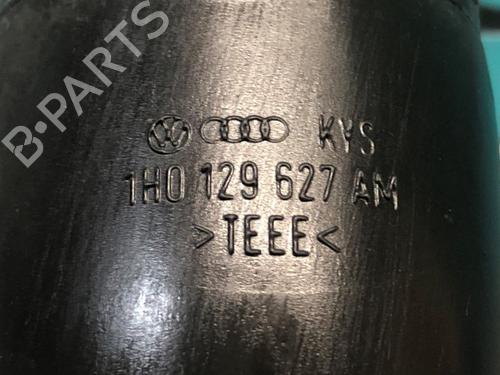 B-PARTS
KYS
1H0 129 627 AM
>TEEE<